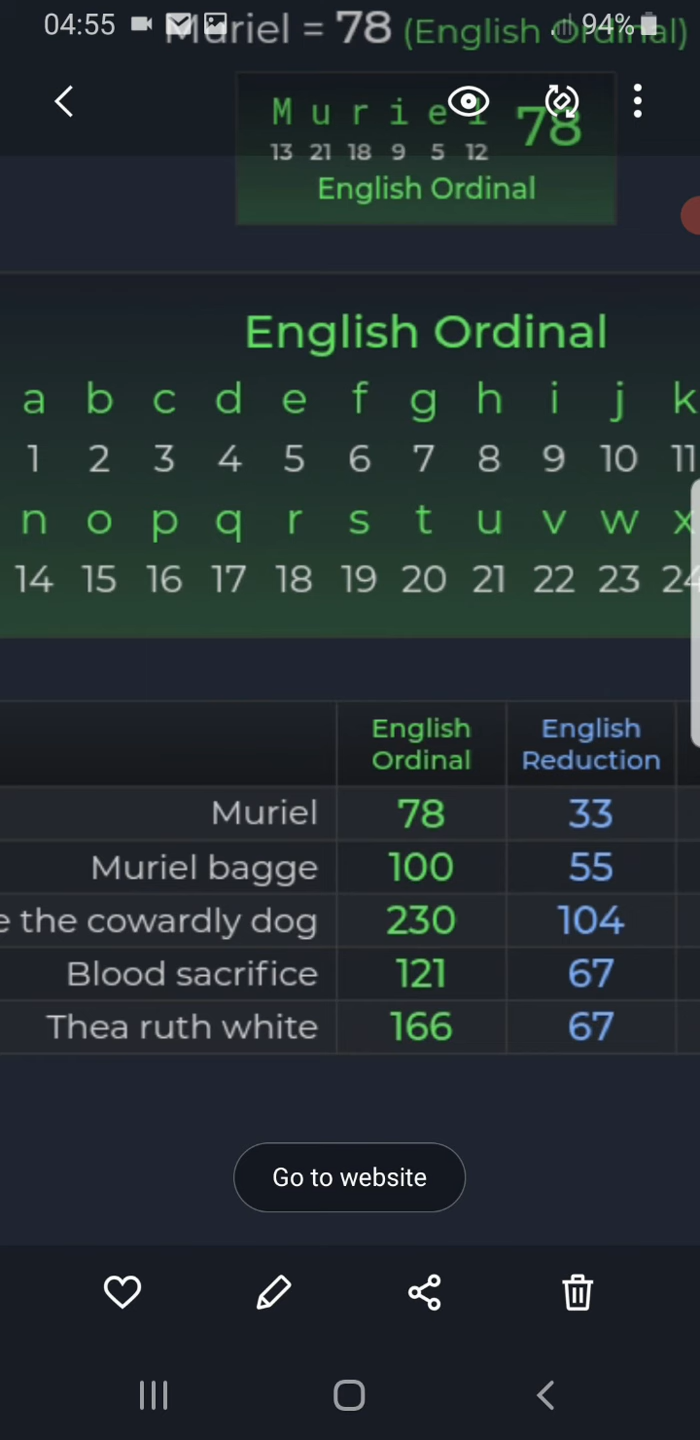 04:55 94%
Muriel = 78 (English Ordinal)
M u r i e l 78
13 21 18 9 5 12
English Ordinal
English Ordinal
a b c d e f g h i j k
1 2 3 4 5 6 7 8 9 10 11
n o p q r s t u v w x
14 15 16 17 18 19 20 21 22 23 24
English Ordinal English Reduction
Muriel 78 33
Muriel bagge 100 55
e the cowardly dog 230 104
Blood sacrifice 121 67
Thea ruth white 166 67
Go to website